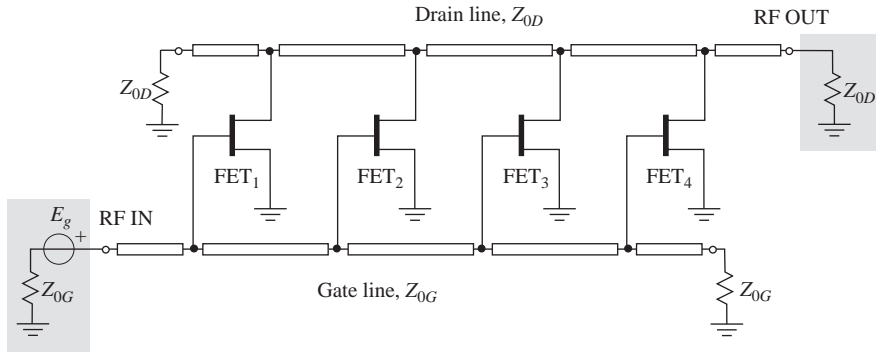 Drain line, Z0D
RF OUT
Z0D
Z0D
FET1
FET2
FET3
FET4
Eg
+
RF IN
Z0G
Gate line, Z0G
Z0G